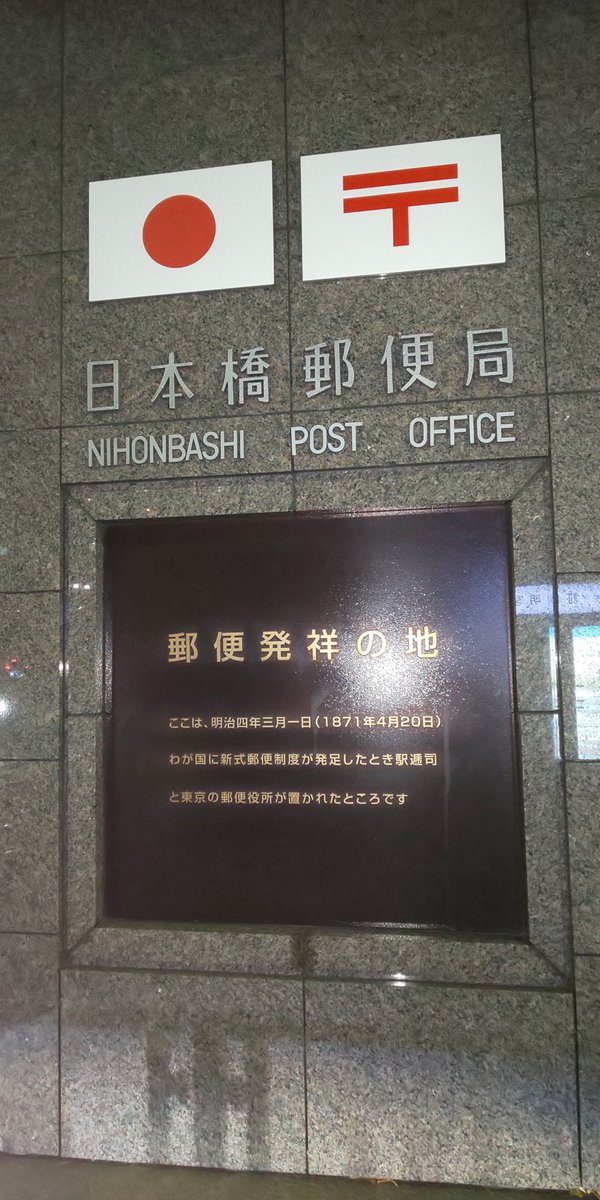 〒
日本橋郵便局
NIHONBASHI POST OFFICE
郵便発祥の地
ここは、明治四年三月一日(1871年4月20日)
わが国に新式郵便制度が発足したとき駅逓司
と東京の郵便役所が置かれたところです